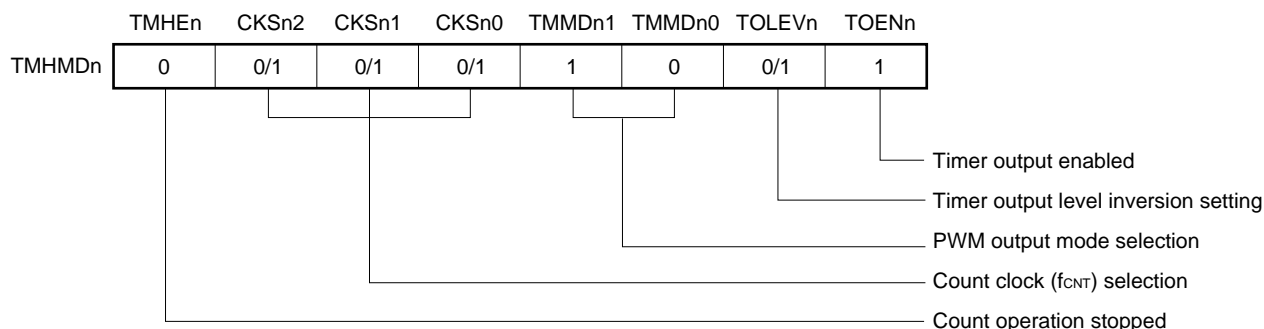 TMHEn CKSn2 CKSn1 CKSn0 TMMDn1 TMMDn0 TOLEVn TOENn
TMHMDn 0 0/1 0/1 0/1 1 0 0/1 1
Timer output enabled
Timer output level inversion setting
PWM output mode selection
Count clock (fCNT) selection
Count operation stopped